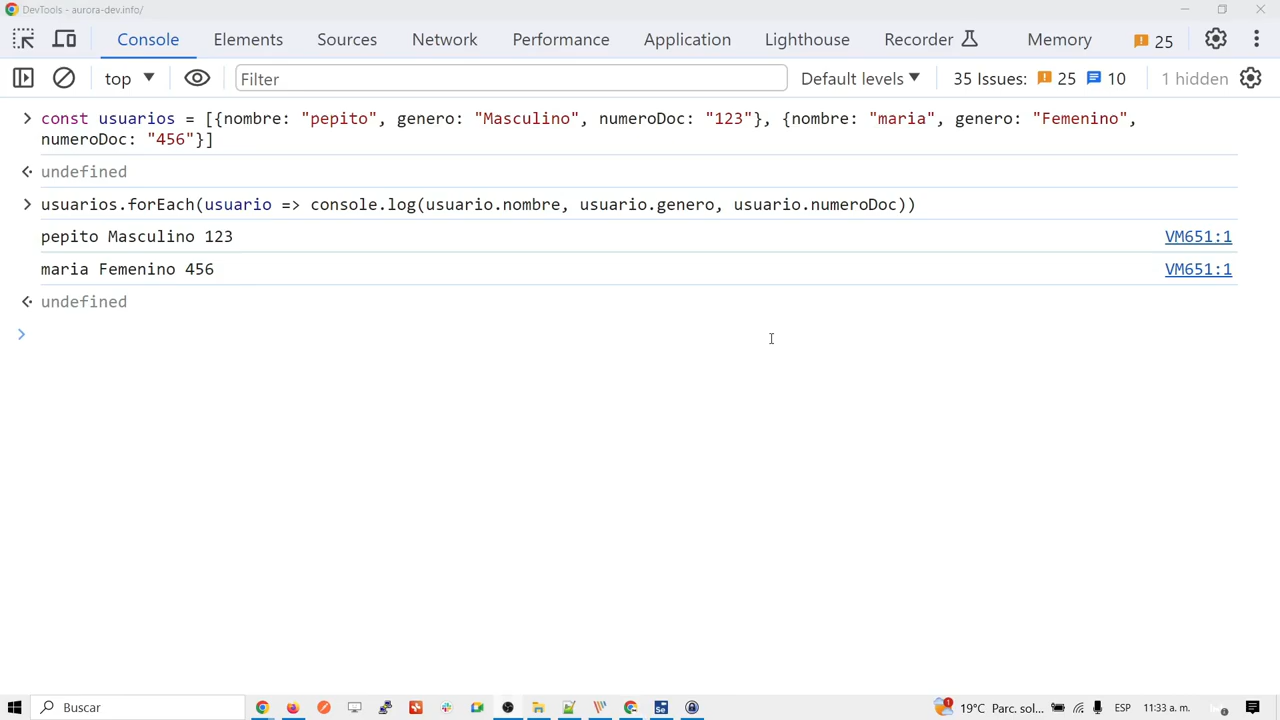 DevTools - aurora-dev.info/
Console Elements Sources Network Performance Application Lighthouse Recorder Memory 25
top Filter Default levels 35 Issues: 25 10 1 hidden
const usuarios = [{nombre: "pepito", genero: "Masculino", numeroDoc: "123"}, {nombre: "maria", genero: "Femenino",
numeroDoc: "456"}]
undefined
usuarios.forEach(usuario => console.log(usuario.nombre, usuario.genero, usuario.numeroDoc))
pepito Masculino 123 VM651:1
maria Femenino 456 VM651:1
undefined
Buscar Se 1 19°C Parc. sol... ESP 11:33 a. m.